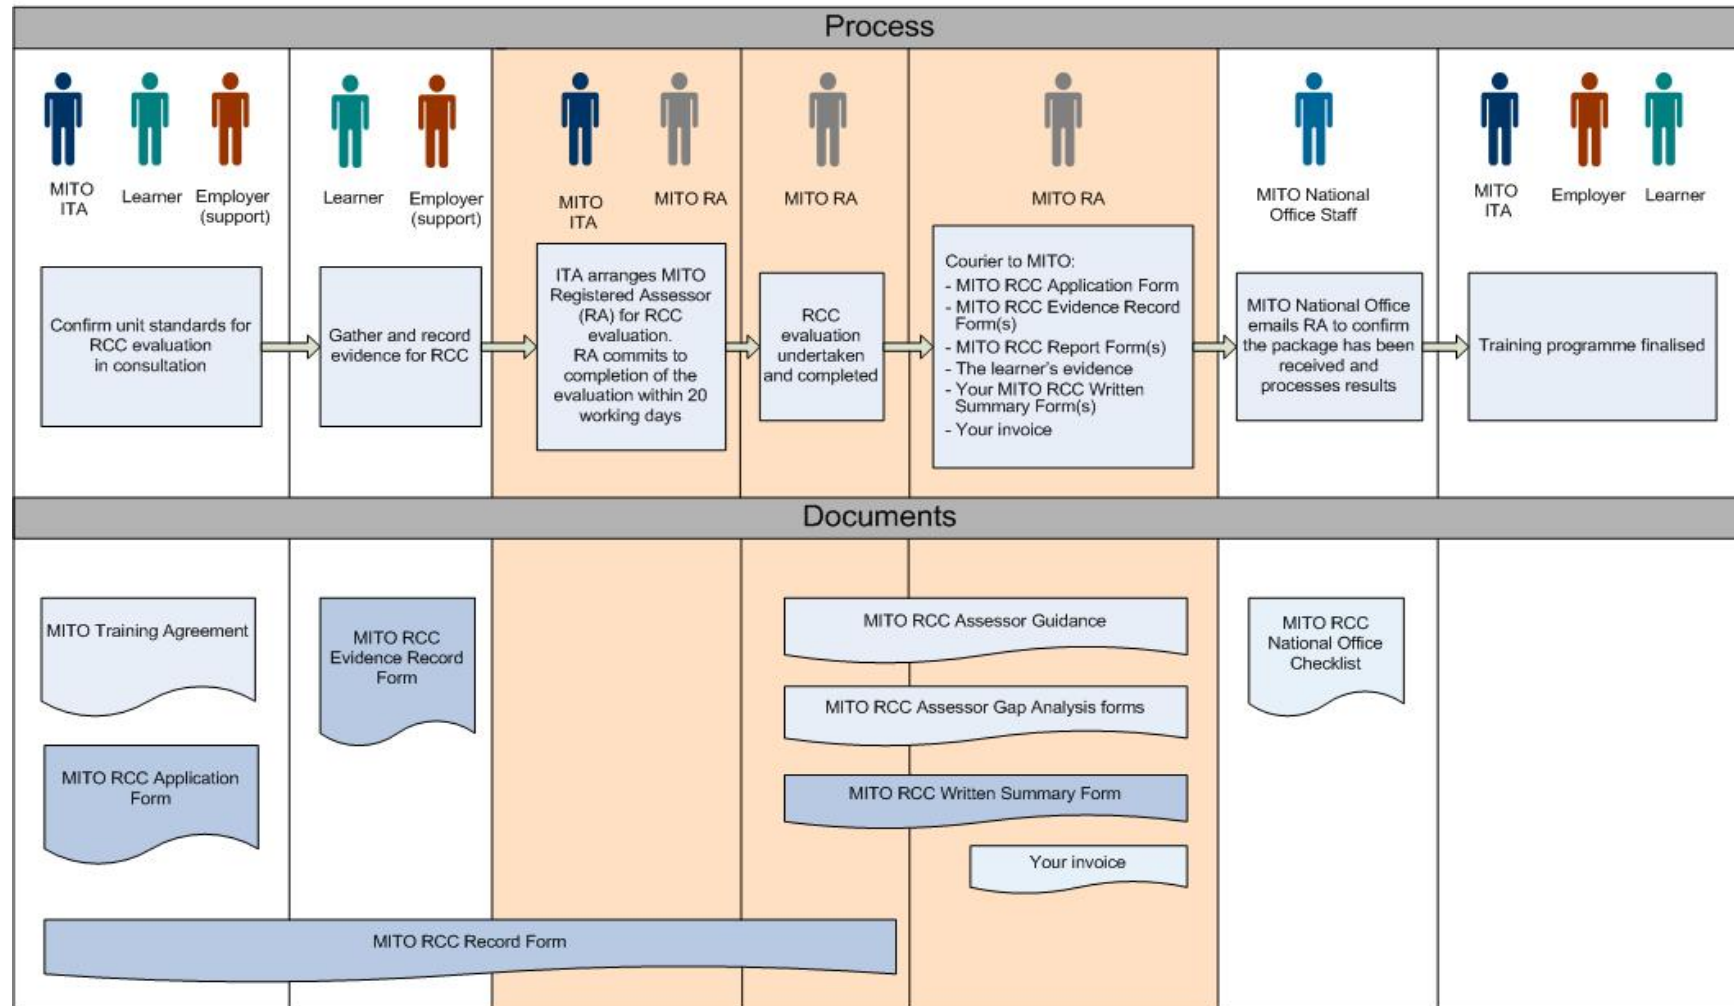 Process
MITO
ITA
Learner
Employer
(support)
Learner
Employer
(support)
MITO
ITA
MITO RA
MITO RA
MITO RA
MITO National
Office Staff
MITO
ITA
Employer
Learner
Confirm unit standards for
RCC evaluation
in consultation
Gather and record
evidence for RCC
ITA arranges MITO
Registered Assessor
(RA) for RCC
evaluation.
RA commits to
completion of the
evaluation within 20
working days
RCC
evaluation
undertaken
and completed
Courier to MITO:
- MITO RCC Application Form
- MITO RCC Evidence Record
Form(s)
- MITO RCC Report Form(s)
- The learner's evidence
- Your MITO RCC Written
Summary Form(s)
- Your invoice
MITO National Office
emails RA to confirm
the package has been
received and
processes results
Training programme finalised
Documents
MITO Training Agreement
MITO RCC Application
Form
MITO RCC
Evidence Record
Form
MITO RCC Assessor Guidance
MITO RCC Assessor Gap Analysis forms
MITO RCC Written Summary Form
Your invoice
MITO RCC
National Office
Checklist
MITO RCC Record Form